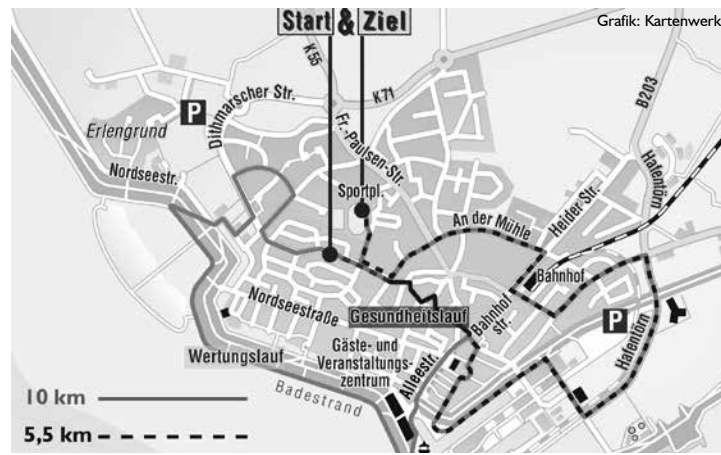 Start & Ziel
Grafik: Kartenwerk
K55
K71
B203
P
Dithmarscher Str.
Erlengrund
Fr.-Paulsen-Str.
Nordseestr.
Sportpl.
An der Mühle
Heider Str.
Hafentörn
Bahnhof
Nordseestraße
Gesundheitslauf
Bahnhof
str.
P
Hafentörn
Wertungslauf
Gäste- und
Veranstaltungs-
zentrum
Alleestr.
Badestrand
10 km
5,5 km